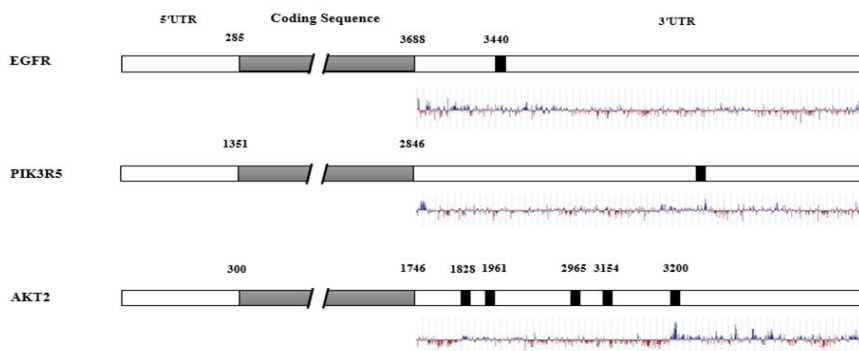 5'UTR Coding Sequence 3'UTR
285 3688 3440
EGFR
1351 2846
PIK3R5
300 1746 1828 1961 2965 3154 3200
AKT2